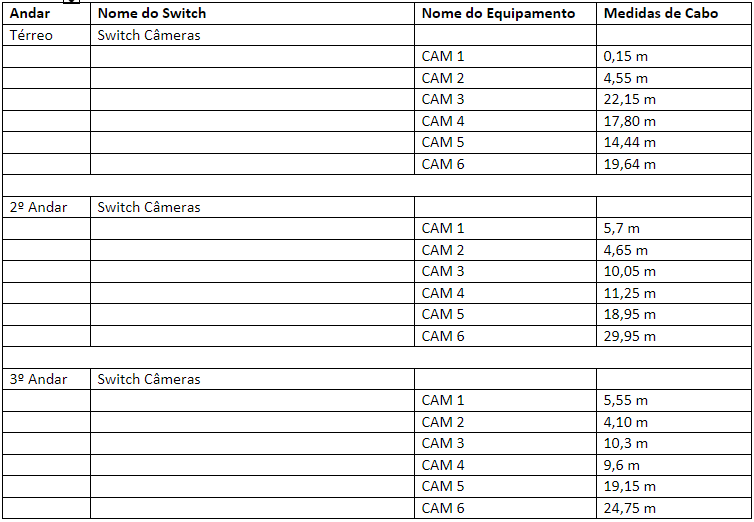 Andar Nome do Switch Nome do Equipamento Medidas de Cabo
Térreo Switch Câmeras
CAM 1 0,15 m
CAM 2 4,55 m
CAM 3 22,15 m
CAM 4 17,80 m
CAM 5 14,44 m
CAM 6 19,64 m
2º Andar Switch Câmeras
CAM 1 5,7 m
CAM 2 4,65 m
CAM 3 10,05 m
CAM 4 11,25 m
CAM 5 18,95 m
CAM 6 29,95 m
3º Andar Switch Câmeras
CAM 1 5,55 m
CAM 2 4,10 m
CAM 3 10,3 m
CAM 4 9,6 m
CAM 5 19,15 m
CAM 6 24,75 m